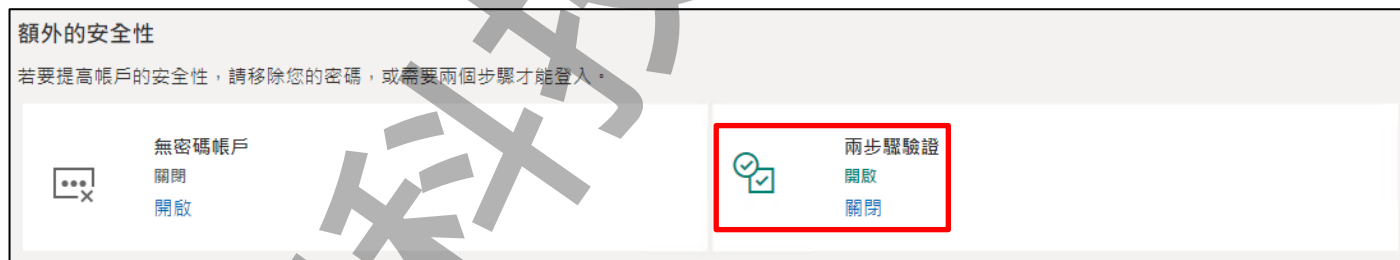 額外的安全性
若要提高帳戶的安全性，請移除您的密碼，或需要兩個步驟才能登入。
無密碼帳戶
關閉
開啟
兩步驟驗證
開啟
關閉
科技